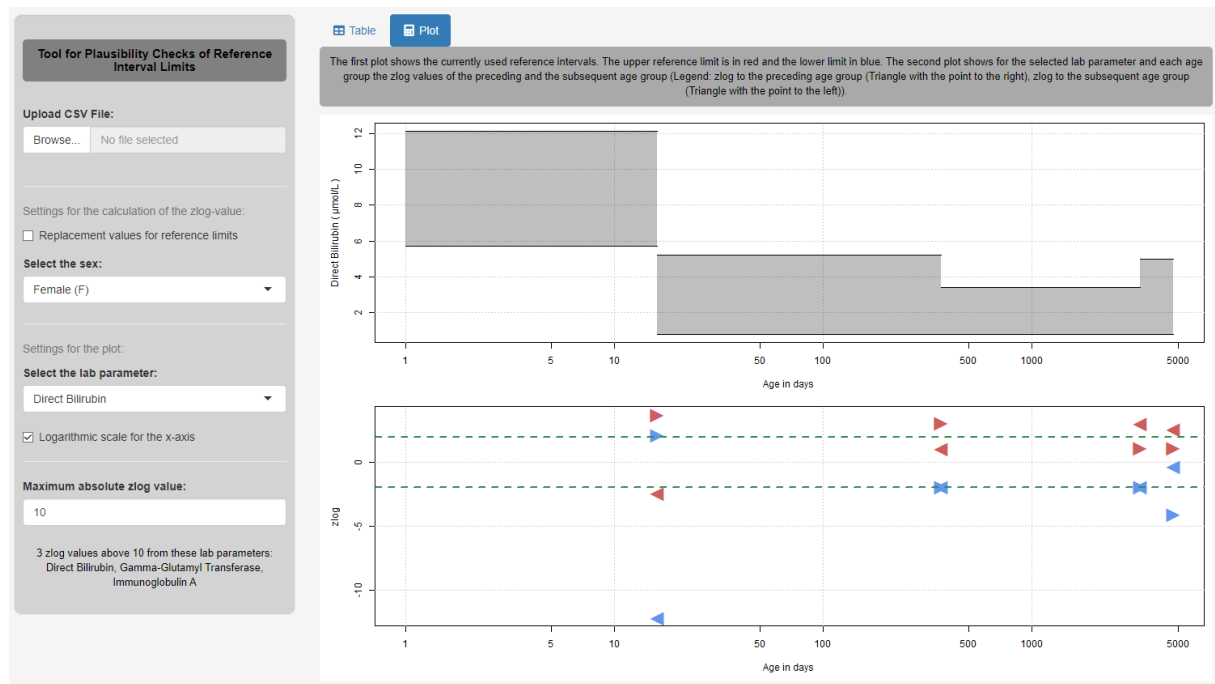 Tool for Plausibility Checks of Reference
Interval Limits
Upload CSV File:
Browse...
No file selected
Settings for the calculation of the zlog-value:
Replacement values for reference limits
Select the sex:
Female (F)
Settings for the plot:
Select the lab parameter:
Direct Bilirubin
Logarithmic scale for the x-axis
Maximum absolute zlog value:
10
3 zlog values above 10 from these lab parameters:
Direct Bilirubin, Gamma-Glutamyl Transferase,
Immunoglobulin A
Table
Plot
The first plot shows the currently used reference intervals. The upper reference limit is in red and the lower limit in blue. The second plot shows for the selected lab parameter and each age
group the zlog values of the preceding and the subsequent age group (Legend: zlog to the preceding age group (Triangle with the point to the right), zlog to the subsequent age group
(Triangle with the point to the left)).
Direct Bilirubin ( µmol/L )
12
10
8
6
4
2
1 5 10 50 100 500 1000 5000
Age in days
zlog
0
-5
-10
1 5 10 50 100 500 1000 5000
Age in days